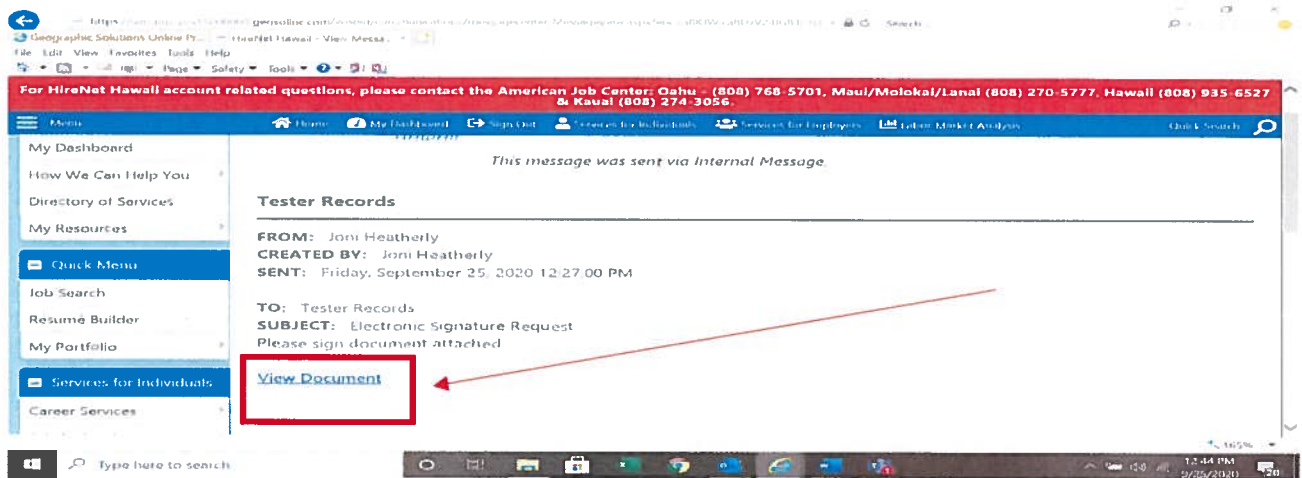 Search
Geographic Solutions Online Pr...
HireNet Hawaii - View Messa...
File Edit View Favorites Tools Help
Page Safety Tools
For HireNet Hawaii account related questions, please contact the American Job Center: Oahu - (808) 768-5701, Maui/Molokai/Lanai (808) 270-5777, Hawaii (808) 935-6527
& Kauai (808) 274-3056.
Menu Home My Dashboard Sign Out Services for Individuals Services for Employers Labor Market Analysis Quick Search
My Dashboard
This message was sent via Internal Message.
How We Can Help You
Directory of Services
Tester Records
My Resources
FROM: Joni Heatherly
CREATED BY: Joni Heatherly
Quick Menu
SENT: Friday, September 25, 2020 12:27:00 PM
Job Search
TO: Tester Records
Resume Builder
SUBJECT: Electronic Signature Request
My Portfolio
Please sign document attached
Services for Individuals
View Document
Career Services
165%
Type here to search
12:44 PM
9/25/2020
20